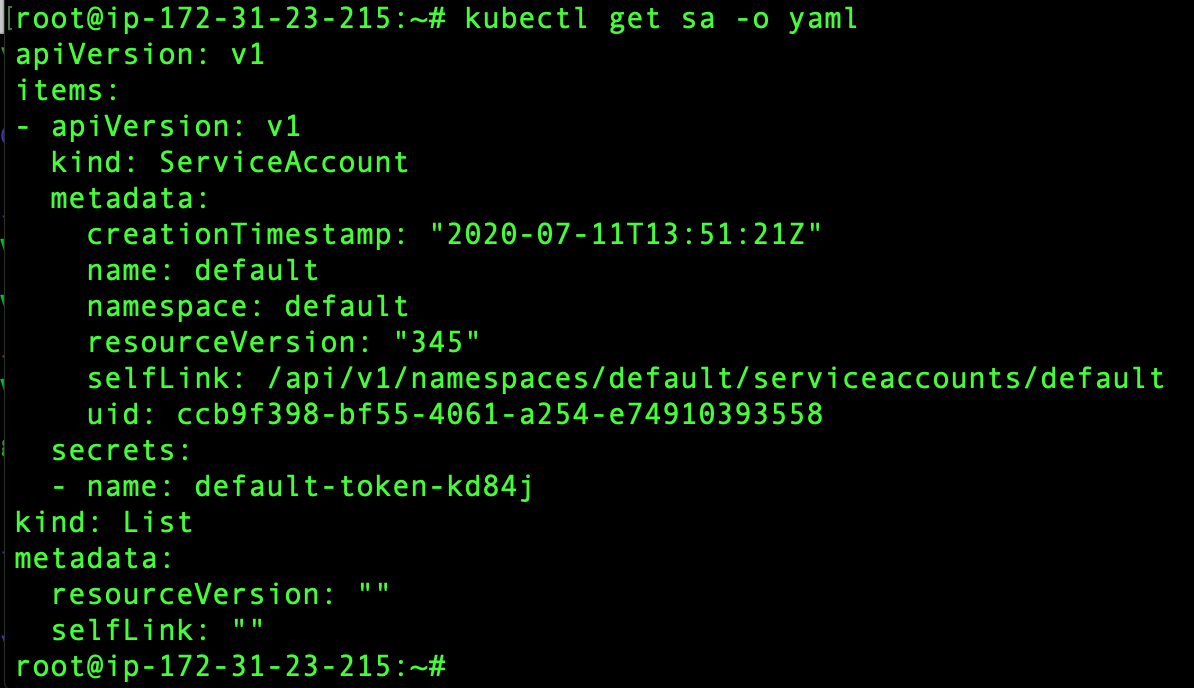 [root@ip-172-31-23-215:~# kubectl get sa -o yaml
apiVersion: v1
items:
- apiVersion: v1
  kind: ServiceAccount
  metadata:
    creationTimestamp: "2020-07-11T13:51:21Z"
    name: default
    namespace: default
    resourceVersion: "345"
    selfLink: /api/v1/namespaces/default/serviceaccounts/default
    uid: ccb9f398-bf55-4061-a254-e74910393558
  secrets:
  - name: default-token-kd84j
kind: List
metadata:
  resourceVersion: ""
  selfLink: ""
root@ip-172-31-23-215:~#